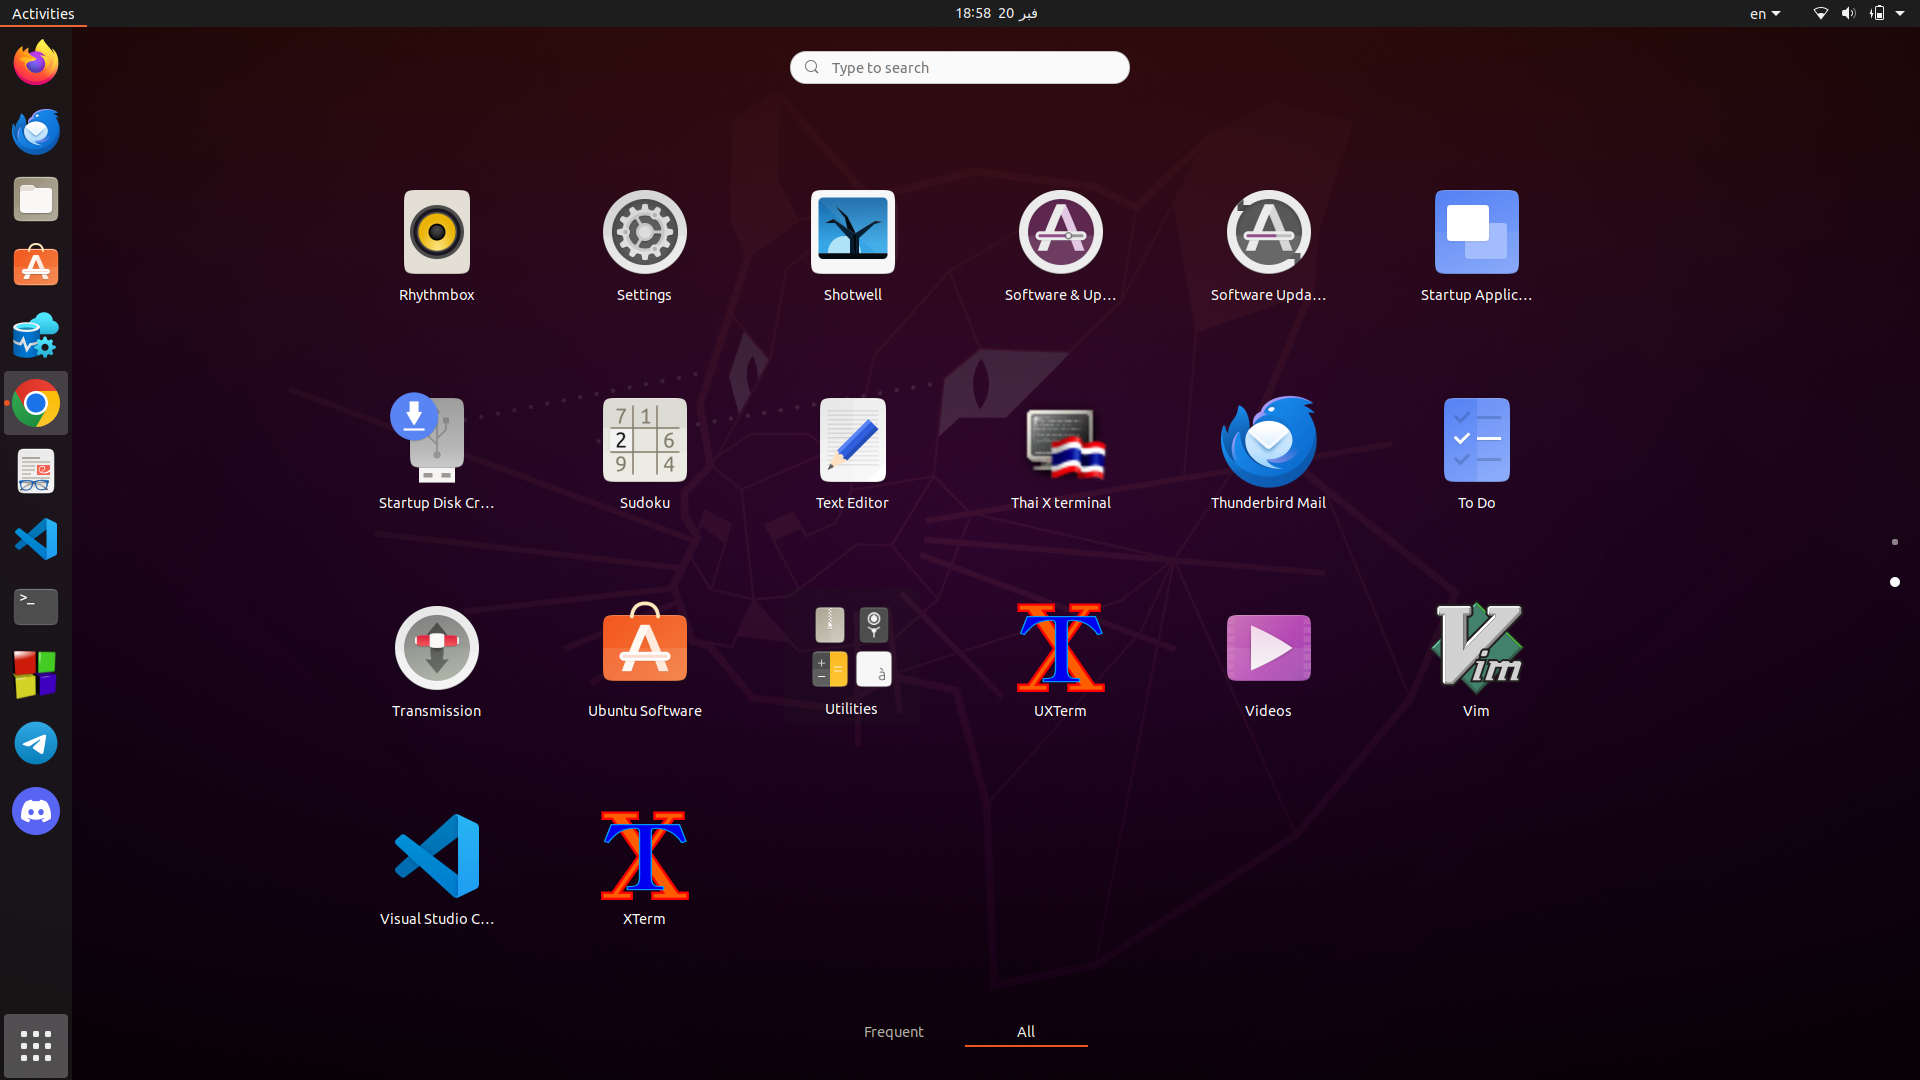 Activities
18:58  20 فبر
en
Type to search
Rhythmbox
Settings
Shotwell
Software & Up…
Software Upda…
Startup Applic…
7 1
2 6
9 4
Startup Disk Cr…
Sudoku
Text Editor
Thai X terminal
Thunderbird Mail
To Do
Transmission
Ubuntu Software
Utilities
UXTerm
Videos
Vim
Vim
Visual Studio C…
XTerm
Frequent
All